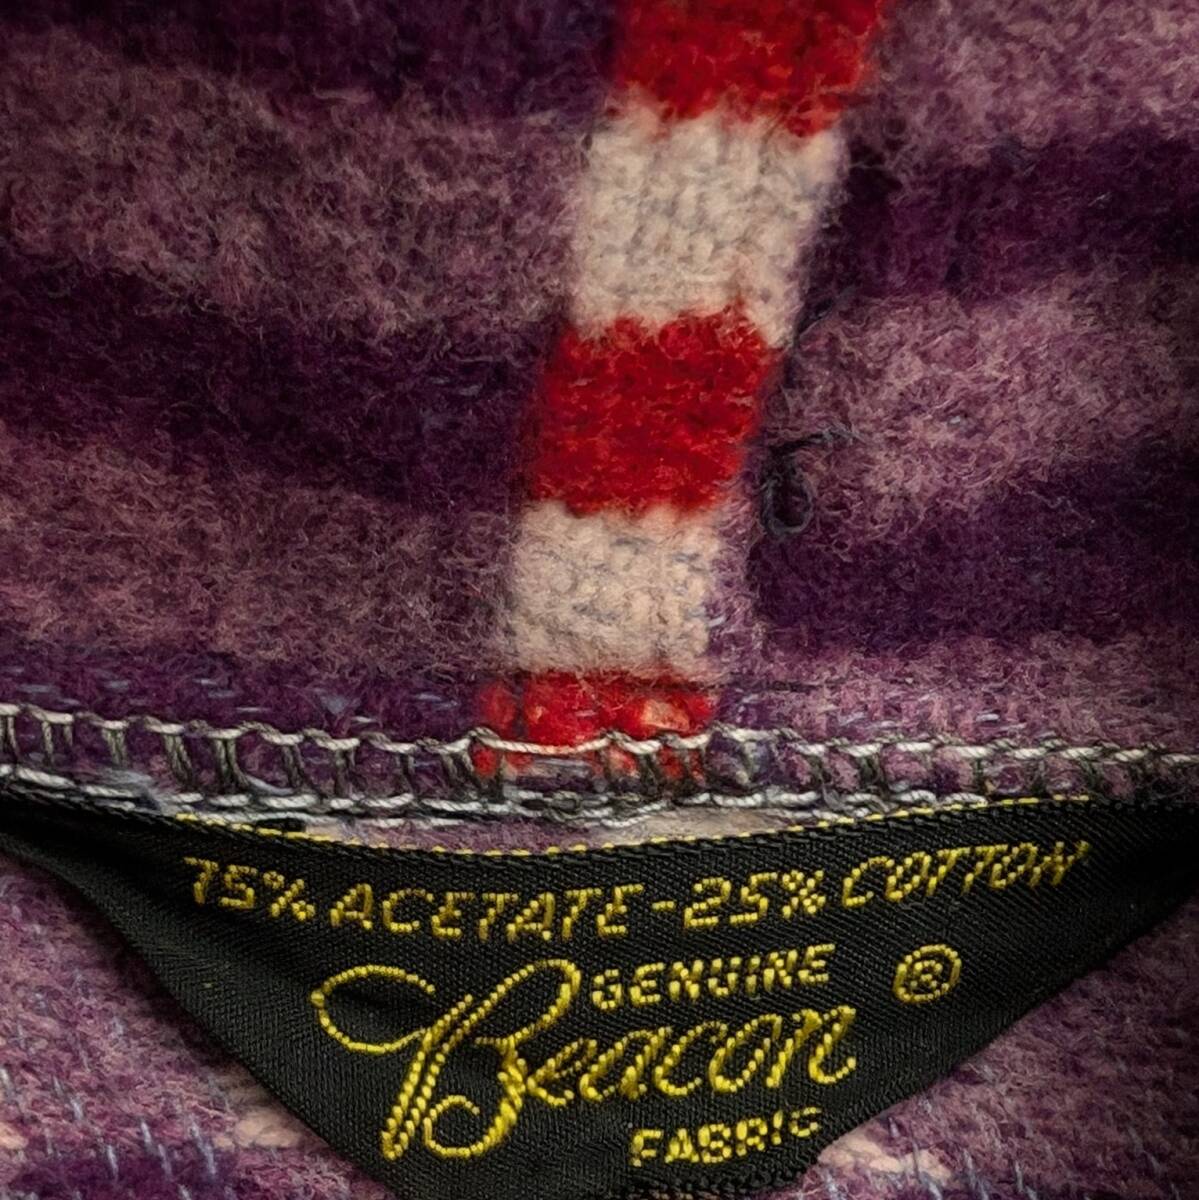 75% ACETATE - 25% COTTON
GENUINE ®
Beacon
FABRIC